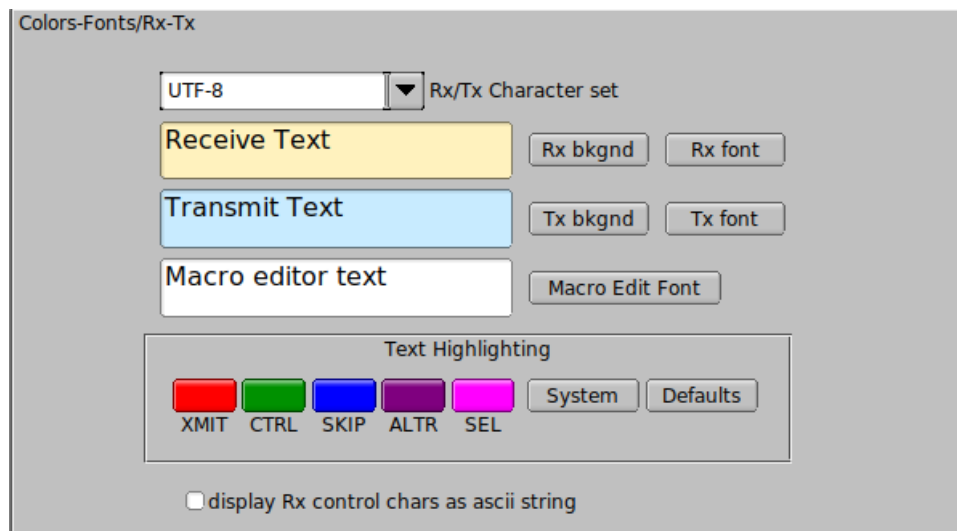 Colors-Fonts/Rx-Tx
UTF-8 Rx/Tx Character set
Receive Text Rx bkgnd Rx font
Transmit Text Tx bkgnd Tx font
Macro editor text Macro Edit Font
Text Highlighting
System Defaults
XMIT CTRL SKIP ALTR SEL
display Rx control chars as ascii string